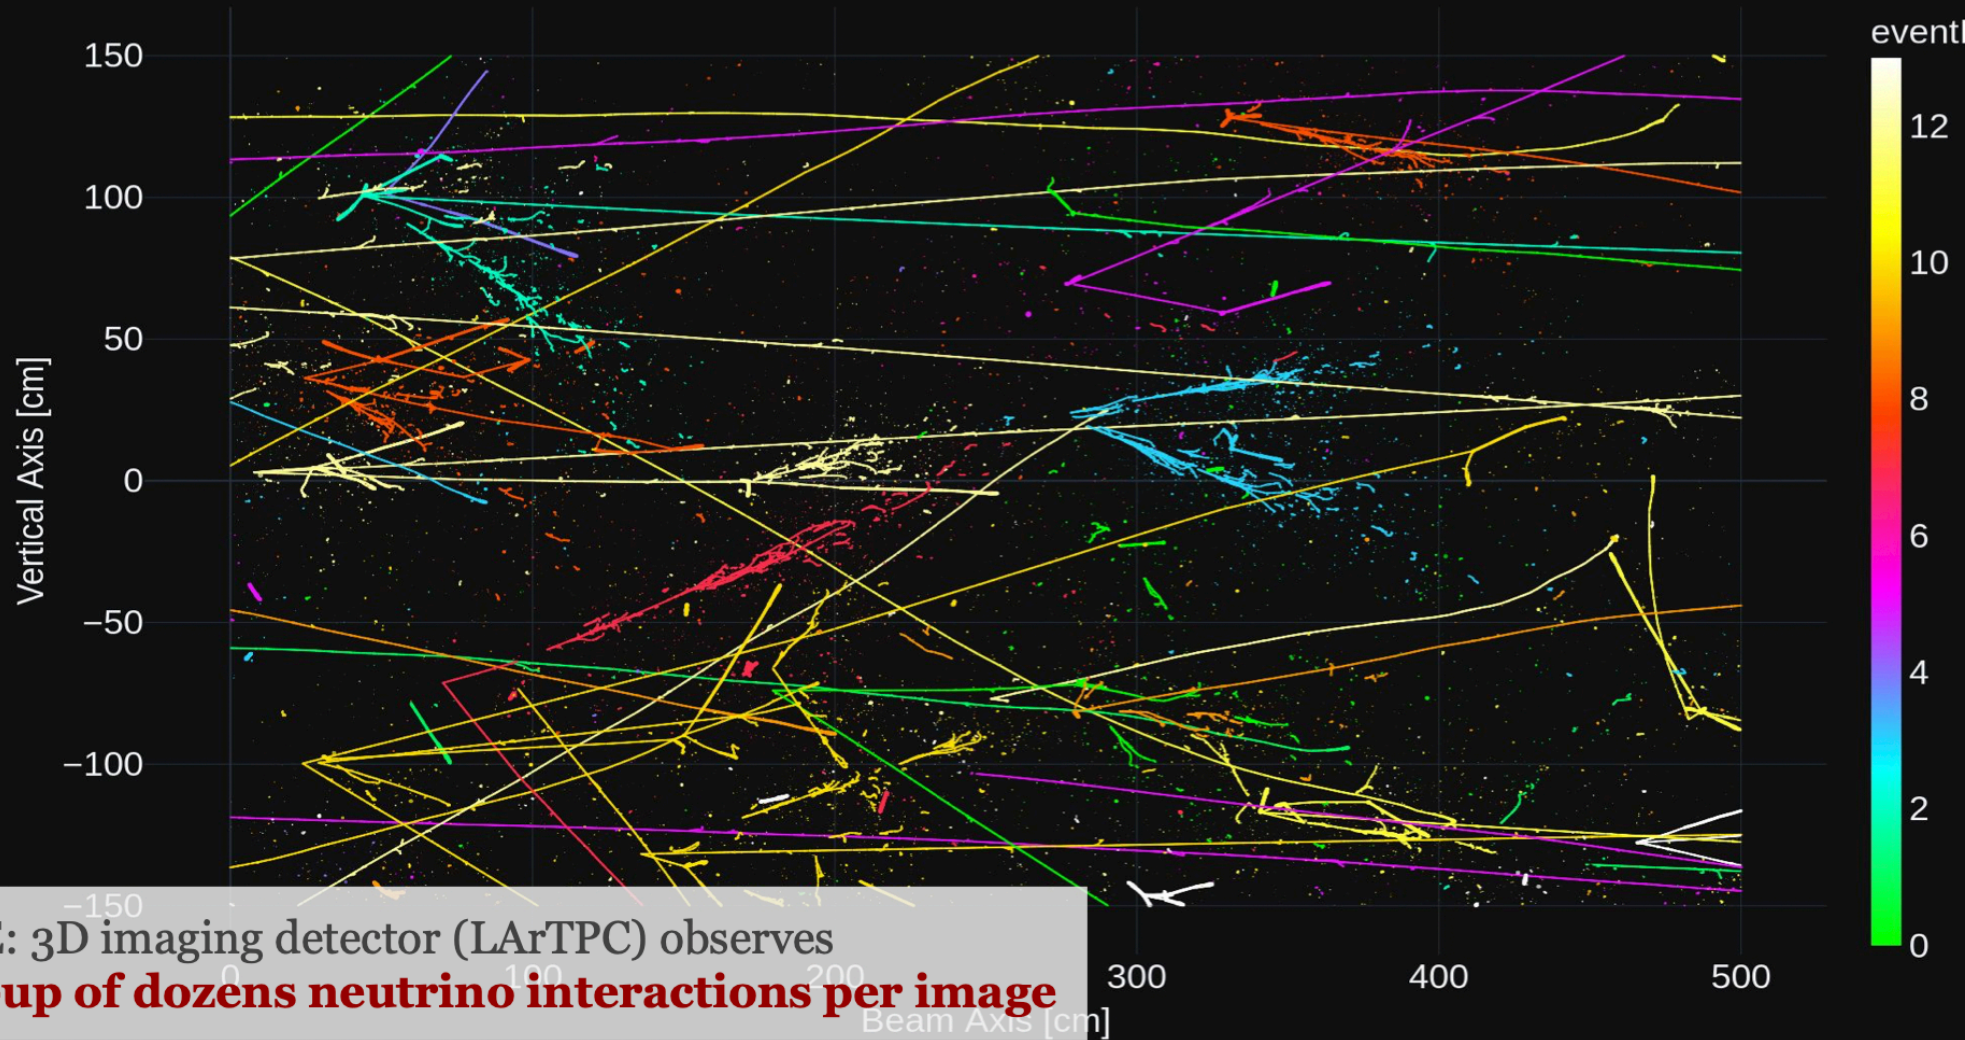 eventI
150
100
50
0
−50
−100
−150
Vertical Axis [cm]
12
10
8
6
4
2
0
: 3D imaging detector (LArTPC) observes
up of dozens neutrino interactions per image
0 100 200 300 400 500
Beam Axis [cm]